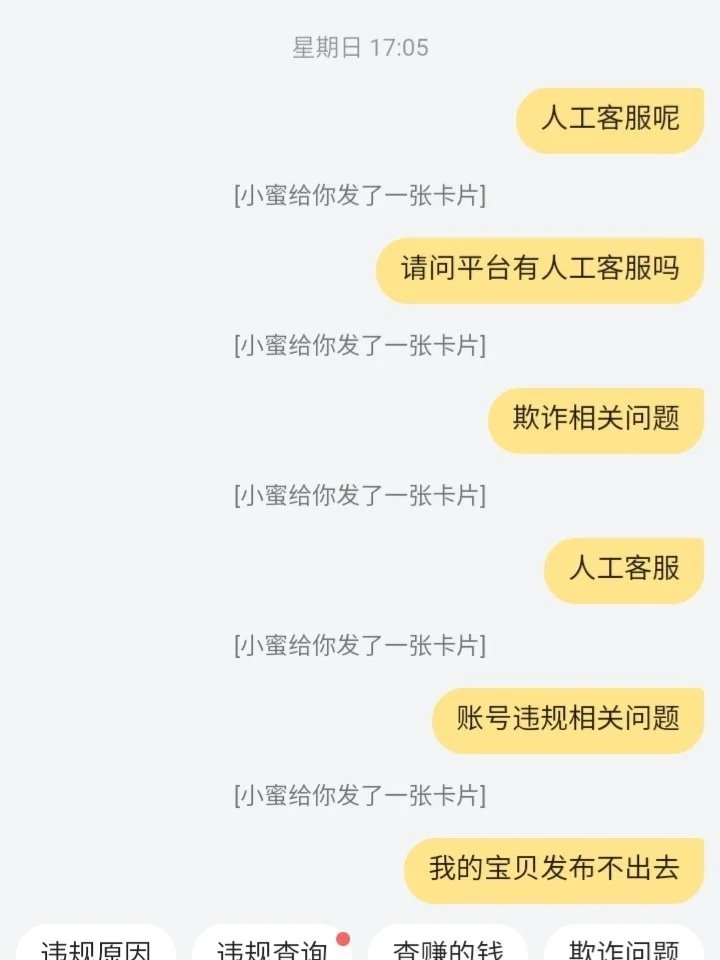 星期日 17:05
人工客服呢
[小蜜给你发了一张卡片]
请问平台有人工客服吗
[小蜜给你发了一张卡片]
欺诈相关问题
[小蜜给你发了一张卡片]
人工客服
[小蜜给你发了一张卡片]
账号违规相关问题
[小蜜给你发了一张卡片]
我的宝贝发布不出去
违规原因 违规查询 查赚的钱 欺诈问题